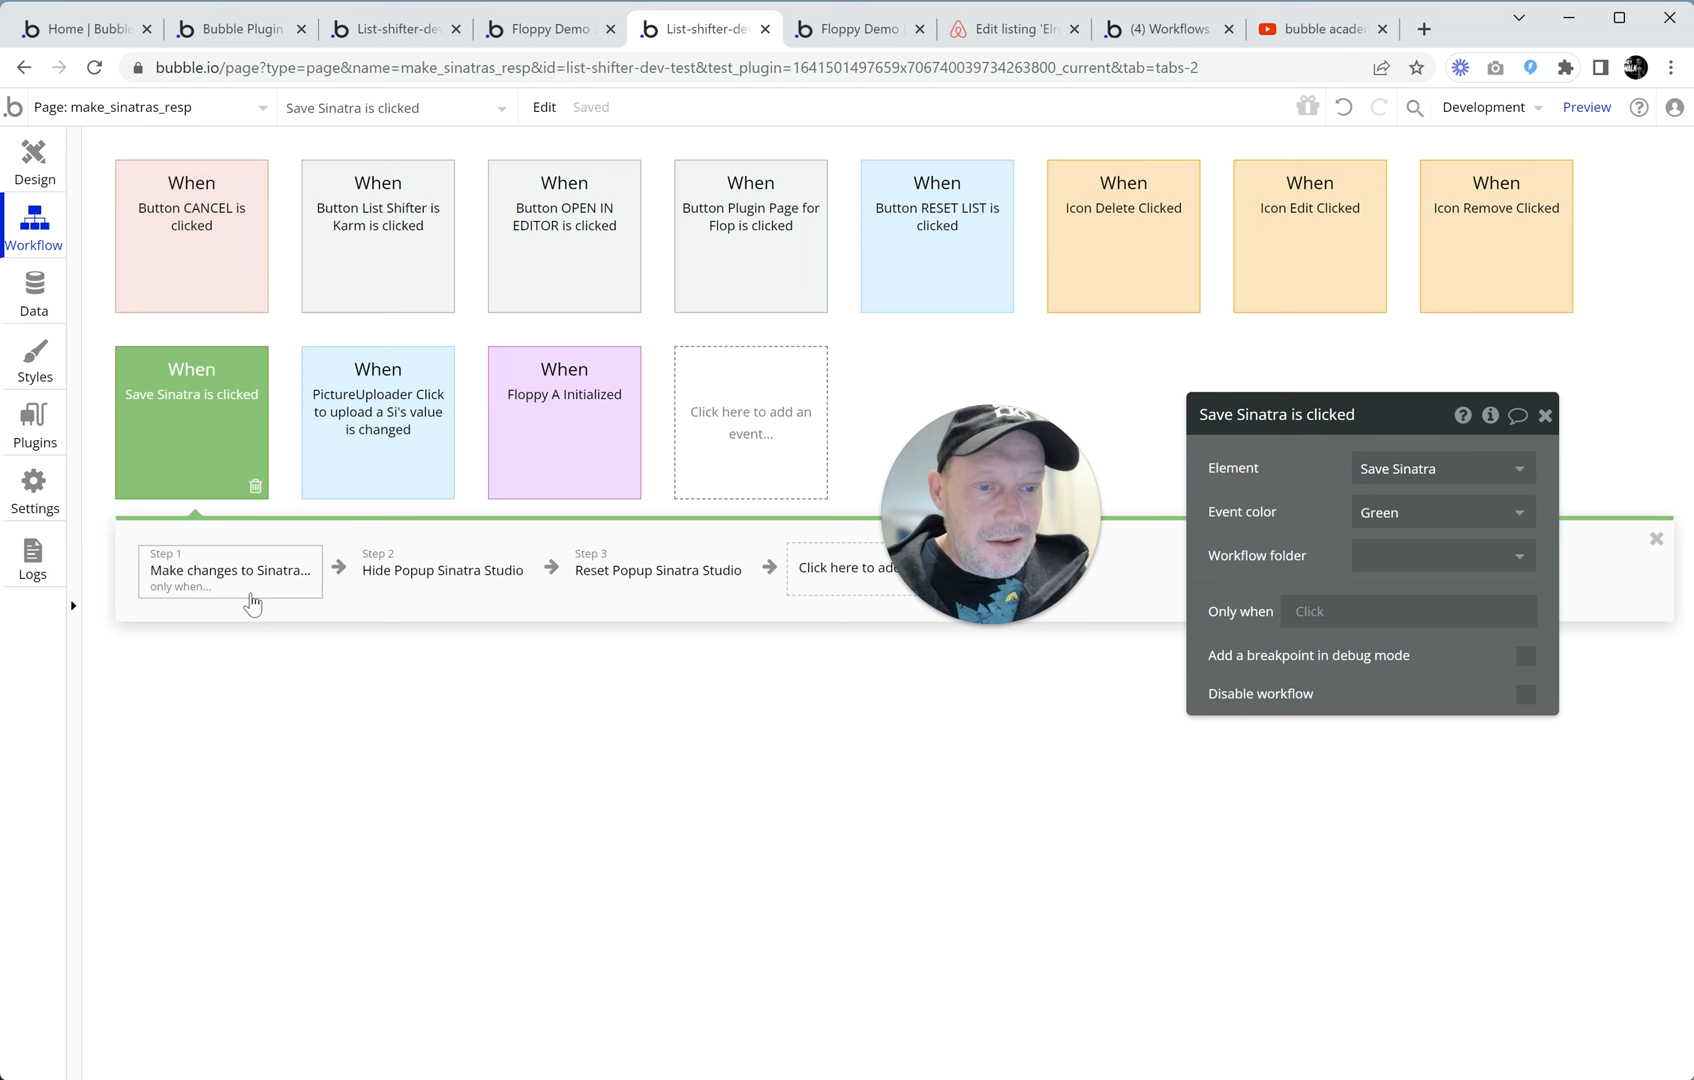 Home | Bubble
Bubble Plugin
List-shifter-de
Floppy Demo
List-shifter-de
Floppy Demo
Edit listing 'Elr
(4) Workflows
bubble acade
bubble.io/page?type=page&name=make_sinatras_resp&id=list-shifter-dev-test&test_plugin=1641501497659x706740039734263800_current&tab=tabs-2
Page: make_sinatras_resp
Save Sinatra is clicked
Edit
Saved
Development
Preview
Design
Workflow
Data
Styles
Plugins
Settings
Logs
When
Button CANCEL is
clicked
When
Button List Shifter is
Karm is clicked
When
Button OPEN IN
EDITOR is clicked
When
Button Plugin Page for
Flop is clicked
When
Button RESET LIST is
clicked
When
Icon Delete Clicked
When
Icon Edit Clicked
When
Icon Remove Clicked
When
Save Sinatra is clicked
When
PictureUploader Click
to upload a Si's value
is changed
When
Floppy A Initialized
Click here to add an
event...
Step 1
Make changes to Sinatra...
only when...
Step 2
Hide Popup Sinatra Studio
Step 3
Reset Popup Sinatra Studio
Click here to add
Save Sinatra is clicked
Element
Save Sinatra
Event color
Green
Workflow folder
Only when
Click
Add a breakpoint in debug mode
Disable workflow